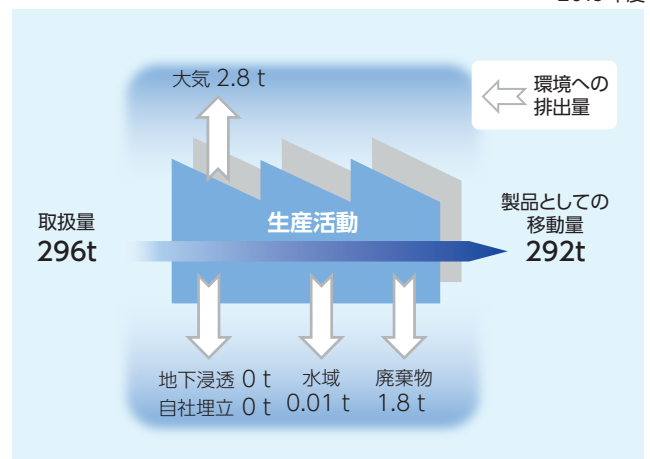 大気 2.8 t
環境への
排出量
取扱量
296t
生産活動
製品としての
移動量
292t
地下浸透 0 t
自社埋立 0 t
水域
0.01 t
廃棄物
1.8 t